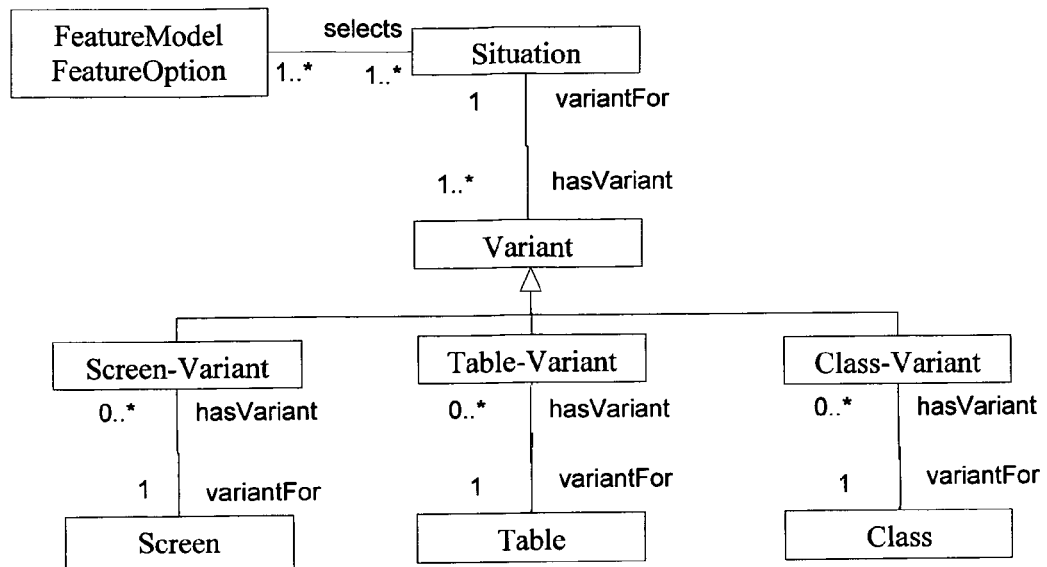 FeatureModel
FeatureOption
selects
1..*
1..*
Situation
1
variantFor
1..*
hasVariant
Variant
Screen-Variant
Table-Variant
Class-Variant
0..*
hasVariant
0..*
hasVariant
0..*
hasVariant
1
variantFor
1
variantFor
1
variantFor
Screen
Table
Class